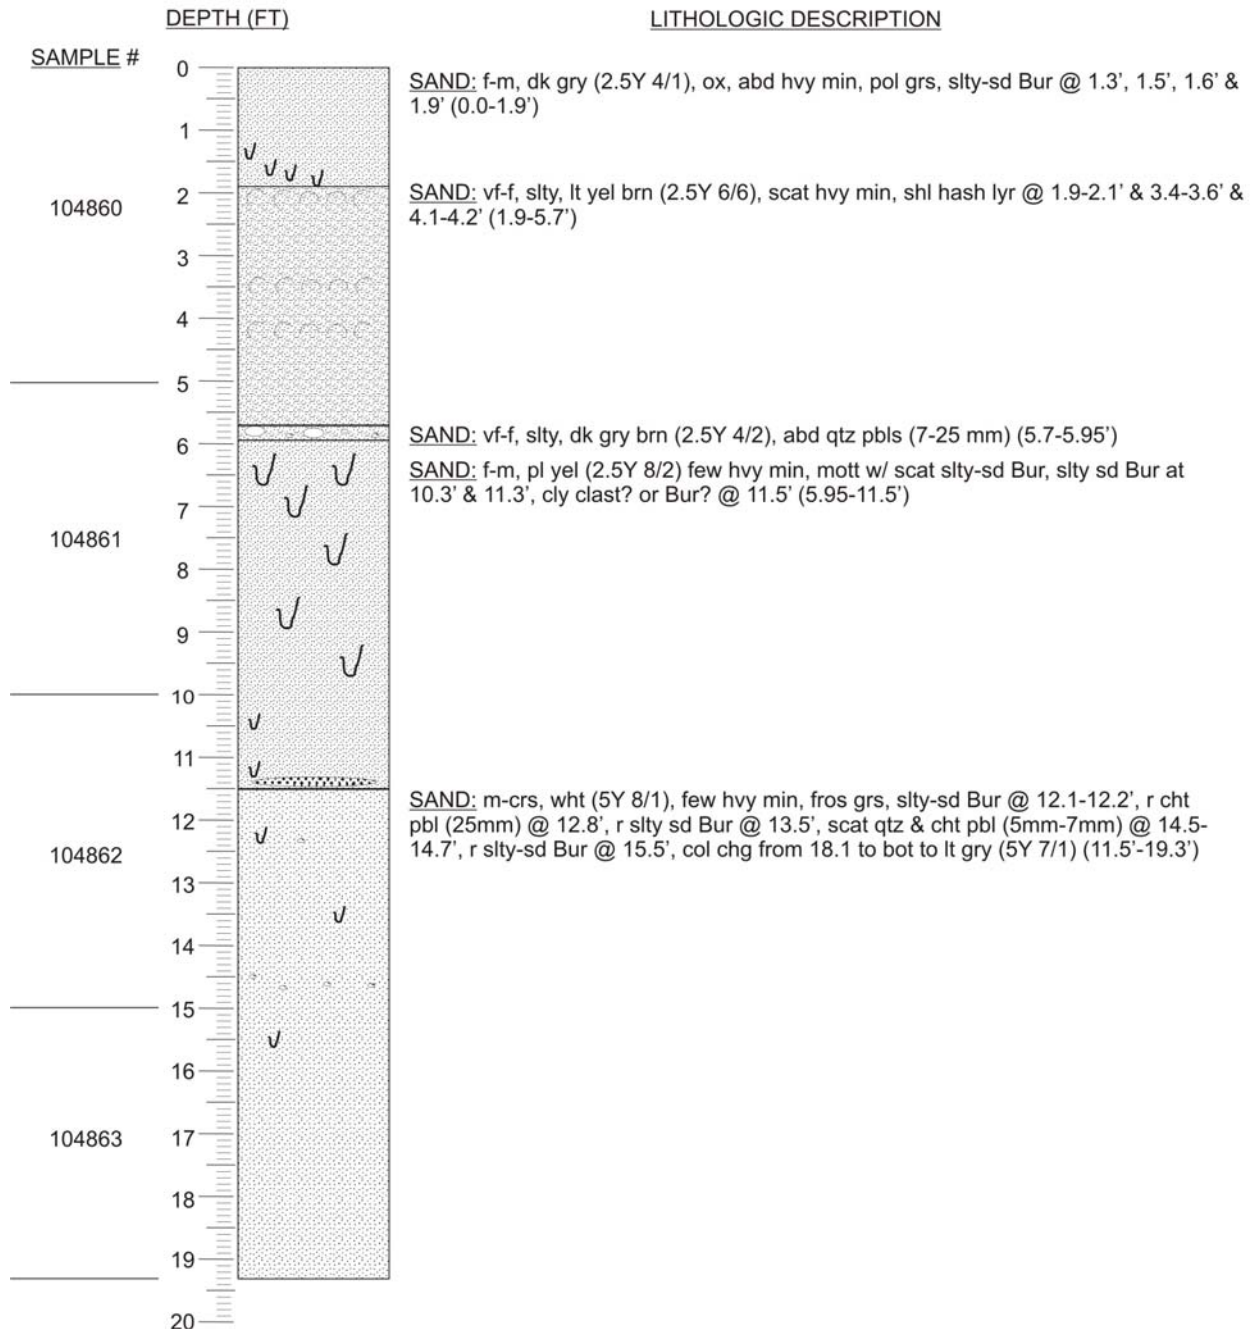 DEPTH (FT)
LITHOLOGIC DESCRIPTION
SAMPLE #
0
SAND: f-m, dk gry (2.5Y 4/1), ox, abd hvy min, pol grs, slty-sd Bur @ 1.3', 1.5', 1.6' &
1.9' (0.0-1.9')
1
2
SAND: vf-f, slty, lt yel brn (2.5Y 6/6), scat hvy min, shl hash lyr @ 1.9-2.1' & 3.4-3.6' &
4.1-4.2' (1.9-5.7')
104860
3
4
5
6
SAND: vf-f, slty, dk gry brn (2.5Y 4/2), abd qtz pbls (7-25 mm) (5.7-5.95')
SAND: f-m, pl yel (2.5Y 8/2) few hvy min, mott w/ scat slty-sd Bur, slty sd Bur at
10.3' & 11.3', cly clast? or Bur? @ 11.5' (5.95-11.5')
7
104861
8
9
10
11
12
SAND: m-crs, wht (5Y 8/1), few hvy min, fros grs, slty-sd Bur @ 12.1-12.2', r cht
pbl (25mm) @ 12.8', r slty sd Bur @ 13.5', scat qtz & cht pbl (5mm-7mm) @ 14.5-
14.7', r slty-sd Bur @ 15.5', col chg from 18.1 to bot to lt gry (5Y 7/1) (11.5'-19.3')
104862
13
14
15
16
17
104863
18
19
20